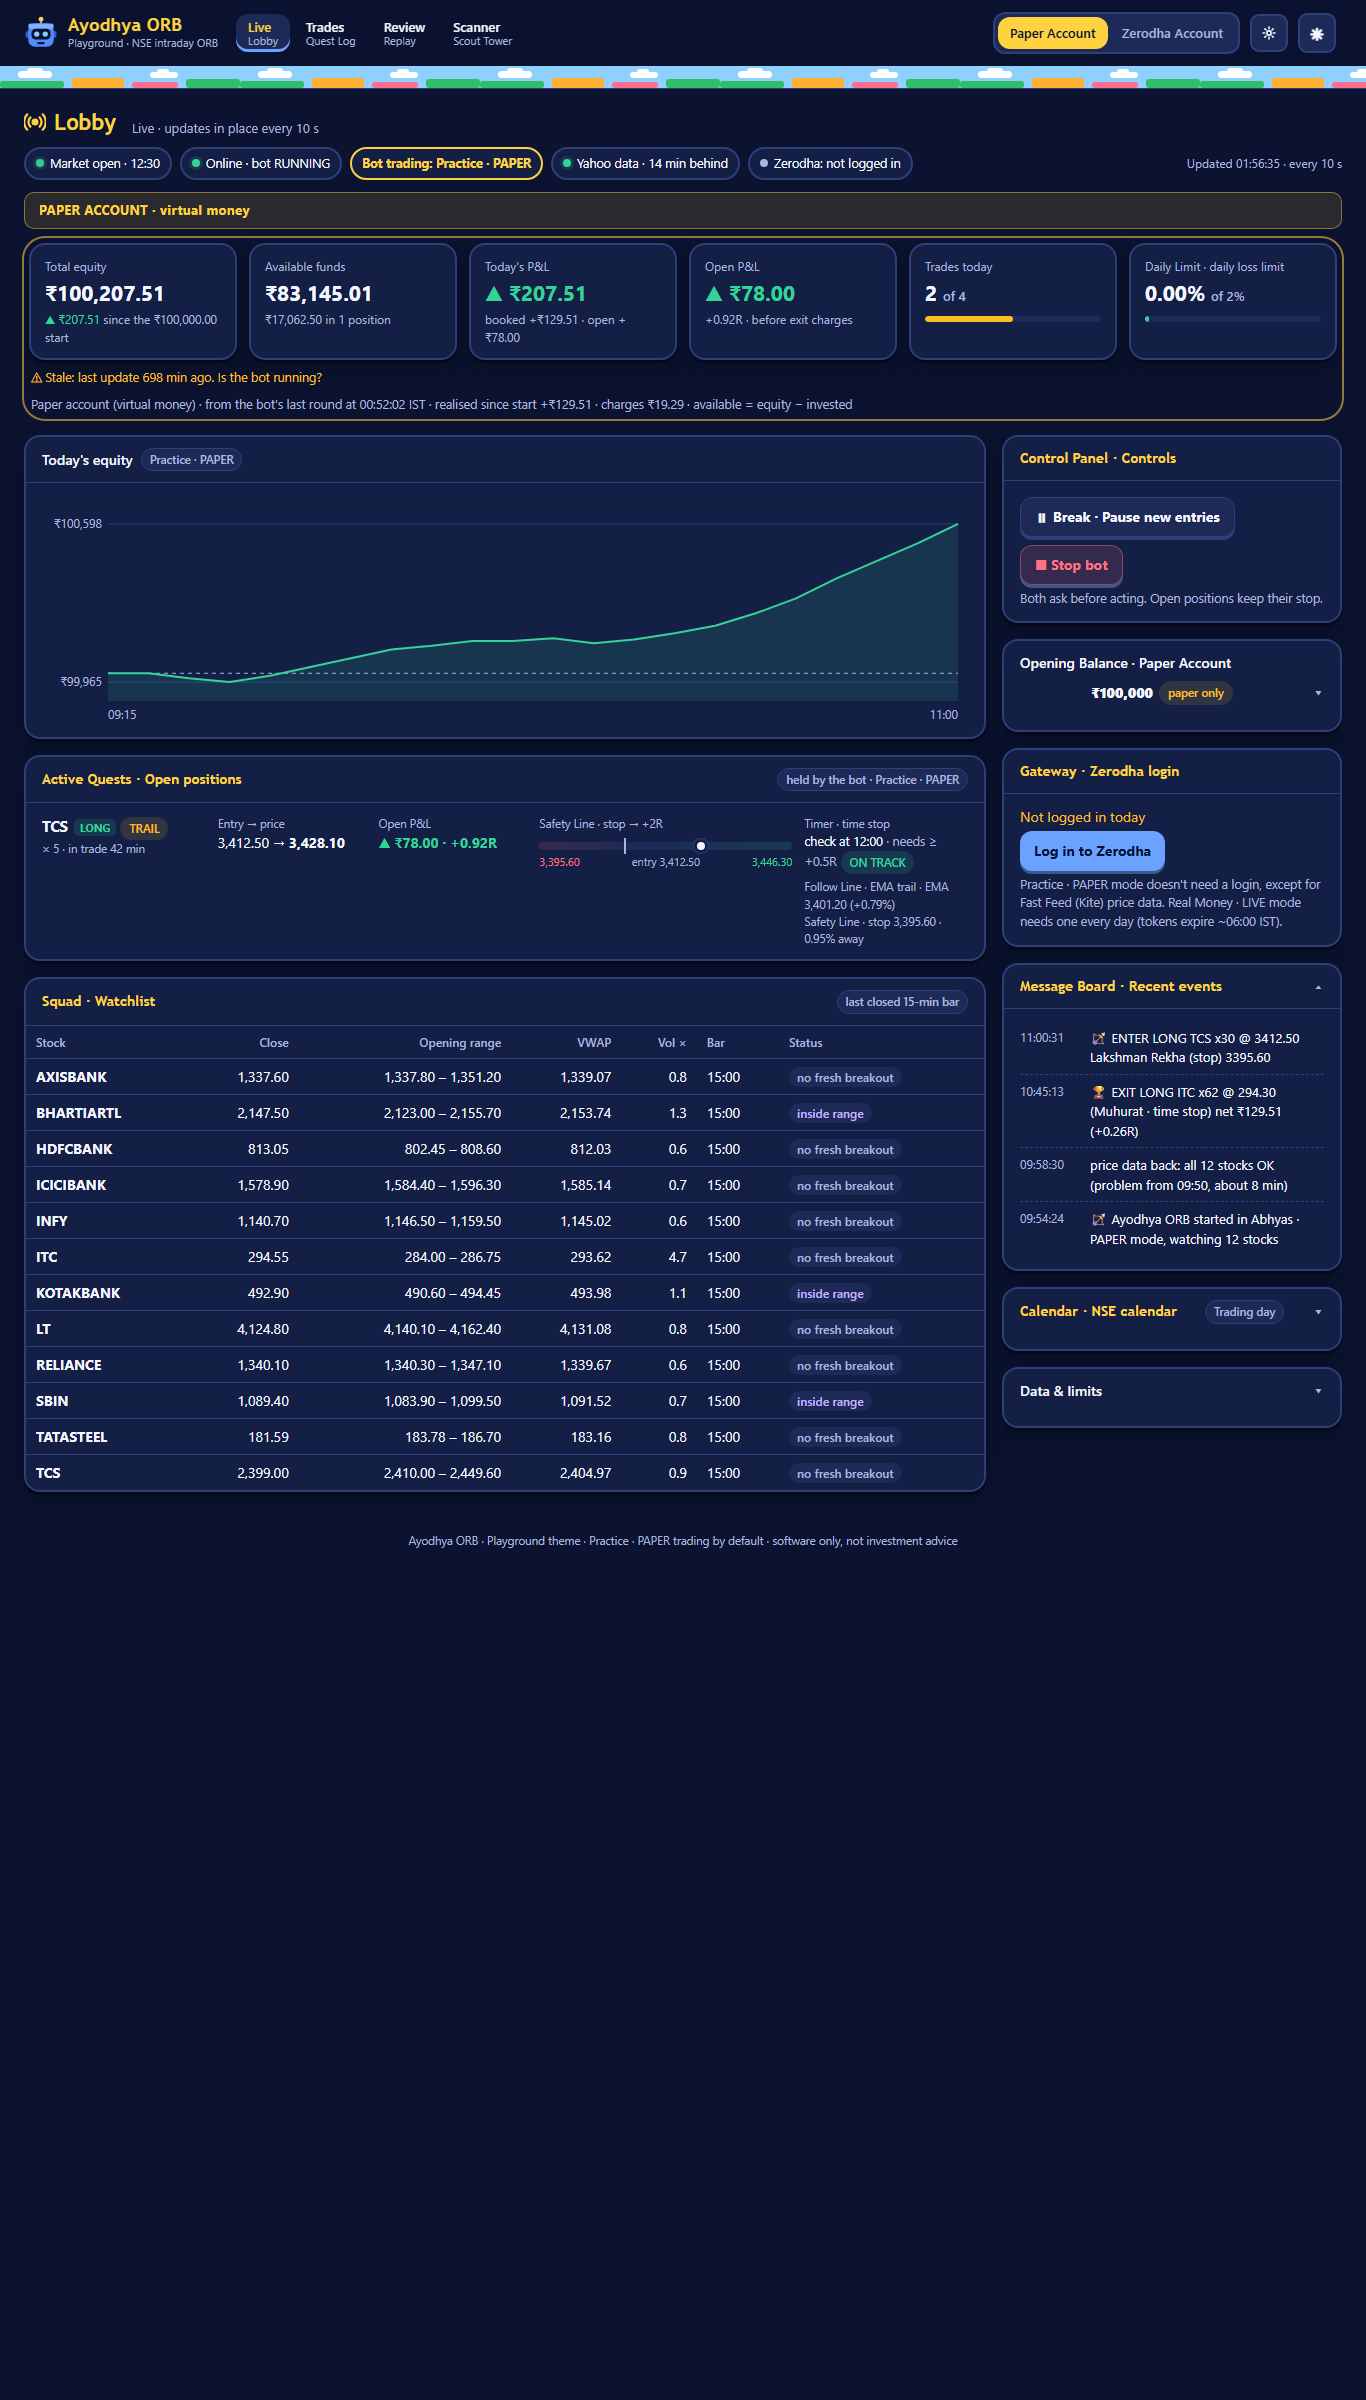 Ayodhya ORB
Playground · NSE intraday ORB
Live
Lobby
Trades
Quest Log
Review
Replay
Scanner
Scout Tower
Paper Account
Zerodha Account
Lobby
Live · updates in place every 10 s
Market open · 12:30
Online · bot RUNNING
Bot trading: Practice · PAPER
Yahoo data · 14 min behind
Zerodha: not logged in
Updated 01:56:35 · every 10 s
PAPER ACCOUNT · virtual money
Total equity
₹100,207.51
▲ ₹207.51 since the ₹100,000.00
start
Available funds
₹83,145.01
₹17,062.50 in 1 position
Today's P&L
▲ ₹207.51
booked +₹129.51 · open +
₹78.00
Open P&L
▲ ₹78.00
+0.92R · before exit charges
Trades today
2 of 4
Daily Limit · daily loss limit
0.00% of 2%
⚠ Stale: last update 698 min ago. Is the bot running?
Paper account (virtual money) · from the bot's last round at 00:52:02 IST · realised since start +₹129.51 · charges ₹19.29 · available = equity − invested
Today's equity
Practice · PAPER
₹100,598
₹99,965
09:15
11:00
Active Quests · Open positions
held by the bot · Practice · PAPER
TCS LONG TRAIL
× 5 · in trade 42 min
Entry → price
3,412.50 → 3,428.10
Open P&L
▲ ₹78.00 · +0.92R
Safety Line · stop → +2R
3,395.60
entry 3,412.50
3,446.30
Timer · time stop
check at 12:00 · needs ≥
+0.5R ON TRACK
Follow Line · EMA trail · EMA
3,401.20 (+0.79%)
Safety Line · stop 3,395.60 ·
0.95% away
Squad · Watchlist
last closed 15-min bar
Stock Close Opening range VWAP Vol × Bar Status
AXISBANK 1,337.60 1,337.80 – 1,351.20 1,339.07 0.8 15:00 no fresh breakout
BHARTIARTL 2,147.50 2,123.00 – 2,155.70 2,153.74 1.3 15:00 inside range
HDFCBANK 813.05 802.45 – 808.60 812.03 0.6 15:00 no fresh breakout
ICICIBANK 1,578.90 1,584.40 – 1,596.30 1,585.14 0.7 15:00 no fresh breakout
INFY 1,140.70 1,146.50 – 1,159.50 1,145.02 0.6 15:00 no fresh breakout
ITC 294.55 284.00 – 286.75 293.62 4.7 15:00 no fresh breakout
KOTAKBANK 492.90 490.60 – 494.45 493.98 1.1 15:00 inside range
LT 4,124.80 4,140.10 – 4,162.40 4,131.08 0.8 15:00 no fresh breakout
RELIANCE 1,340.10 1,340.30 – 1,347.10 1,339.67 0.6 15:00 no fresh breakout
SBIN 1,089.40 1,083.90 – 1,099.50 1,091.52 0.7 15:00 inside range
TATASTEEL 181.59 183.78 – 186.70 183.16 0.8 15:00 no fresh breakout
TCS 2,399.00 2,410.00 – 2,449.60 2,404.97 0.9 15:00 no fresh breakout
Control Panel · Controls
⏸ Break · Pause new entries
■ Stop bot
Both ask before acting. Open positions keep their stop.
Opening Balance · Paper Account
₹100,000 paper only
Gateway · Zerodha login
Not logged in today
Log in to Zerodha
Practice · PAPER mode doesn't need a login, except for
Fast Feed (Kite) price data. Real Money · LIVE mode
needs one every day (tokens expire ~06:00 IST).
Message Board · Recent events
11:00:31 🏹 ENTER LONG TCS x30 @ 3412.50
Lakshman Rekha (stop) 3395.60
10:45:13 🏆 EXIT LONG ITC x62 @ 294.30
(Muhurat · time stop) net ₹129.51
(+0.26R)
09:58:30 price data back: all 12 stocks OK
(problem from 09:50, about 8 min)
09:54:24 🏹 Ayodhya ORB started in Abhyas ·
PAPER mode, watching 12 stocks
Calendar · NSE calendar
Trading day
Data & limits
Ayodhya ORB · Playground theme · Practice · PAPER trading by default · software only, not investment advice